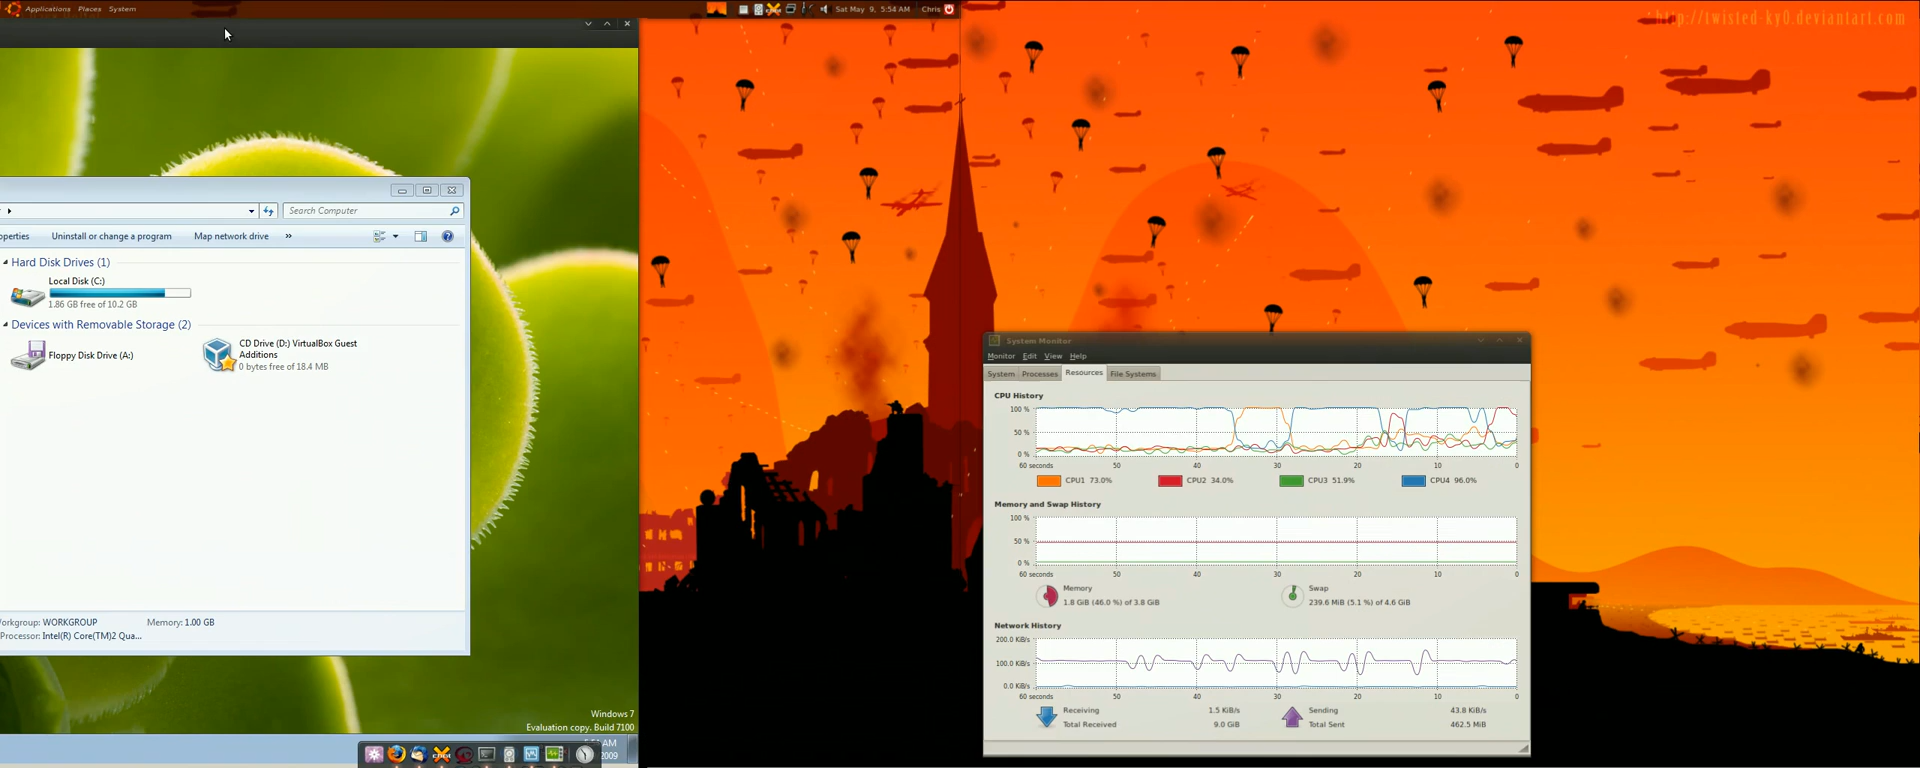 Applications Places System
Sat May 9, 5:54 AM Chris
http://twisted-ky0.deviantart.com
Search Computer
operties Uninstall or change a program Map network drive »
Hard Disk Drives (1)
Local Disk (C:)
1.86 GB free of 10.2 GB
Devices with Removable Storage (2)
Floppy Disk Drive (A:)
CD Drive (D:) VirtualBox Guest
Additions
0 bytes free of 18.4 MB
orkgroup: WORKGROUP Memory: 1.00 GB
Processor: Intel(R) Core(TM)2 Qua...
Windows 7
Evaluation copy. Build 7100
AM
2009
System Monitor
Monitor Edit View Help
System Processes Resources File Systems
CPU History
100 %
50 %
0 %
60 seconds 50 40 30 20 10 0
CPU1 73.0% CPU2 34.0% CPU3 51.9% CPU4 96.0%
Memory and Swap History
100 %
50 %
0 %
60 seconds 50 40 30 20 10 0
Memory
1.8 GiB (46.0 %) of 3.8 GiB
Swap
239.6 MiB (5.1 %) of 4.6 GiB
Network History
200.0 KiB/s
100.0 KiB/s
0.0 KiB/s
60 seconds 50 40 30 20 10 0
Receiving 1.5 KiB/s
Total Received 9.0 GiB
Sending 43.8 KiB/s
Total Sent 462.5 MiB